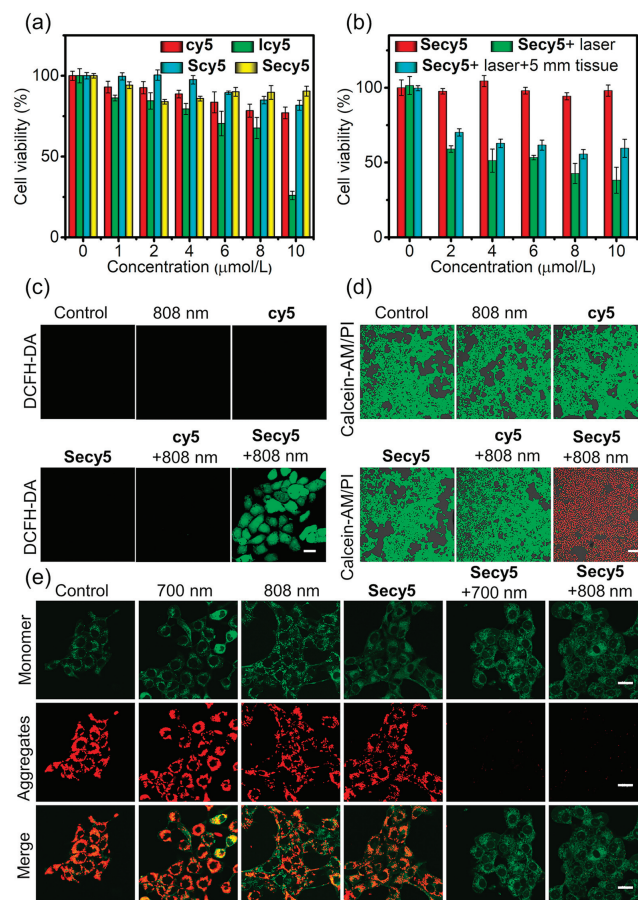 (a)
cy5 Icy5
Scy5 Secy5
Cell viability (%)
100
75
50
25
0
0 1 2 4 6 8 10
Concentration (μmol/L)
(b)
Secy5 Secy5+ laser
Secy5+ laser+5 mm tissue
Cell viability (%)
150
100
50
0
0 2 4 6 8 10
Concentration (μmol/L)
(c)
Control 808 nm cy5
DCFH-DA
Secy5 cy5 Secy5
+808 nm +808 nm
DCFH-DA
(d)
Control 808 nm cy5
Calcein-AM/PI
Secy5 cy5 Secy5
+808 nm +808 nm
Calcein-AM/PI
(e)
Control 700 nm 808 nm Secy5 Secy5 Secy5
+700 nm +808 nm
Monomer
Aggregates
Merge